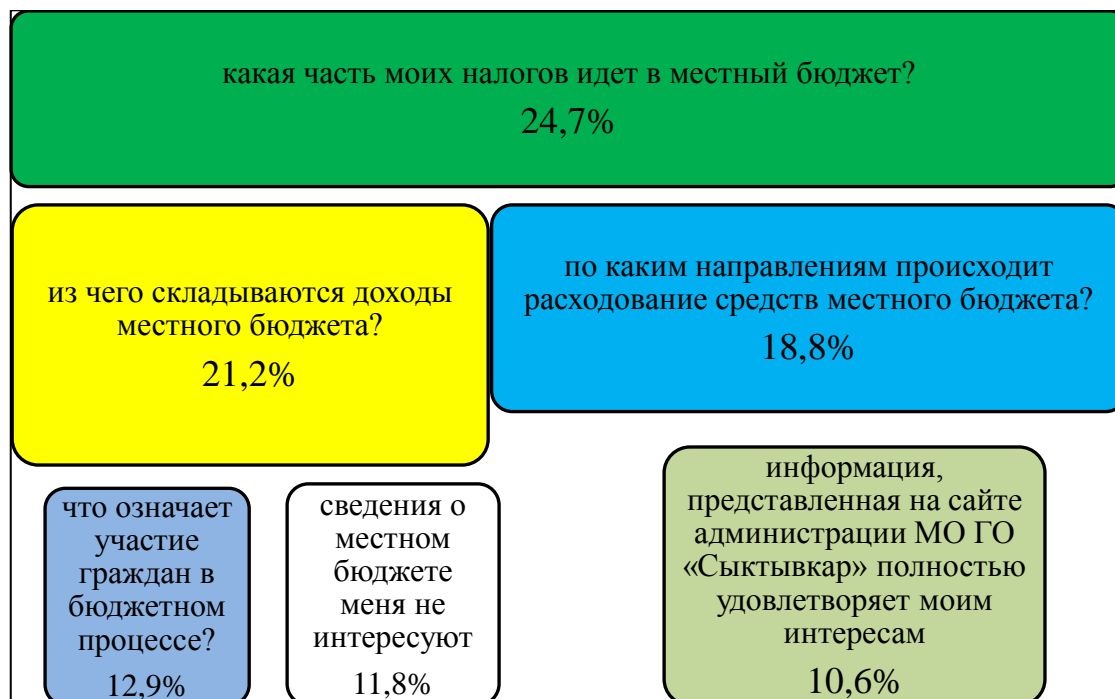 какая часть моих налогов идет в местный бюджет?
24,7%
из чего складываются доходы
местного бюджета?
21,2%
по каким направлениям происходит
расходование средств местного бюджета?
18,8%
что означает
участие
граждан в
бюджетном
процессе?
12,9%
сведения о
местном
бюджете
меня не
интересуют
11,8%
информация,
представленная на сайте
администрации МО ГО
«Сыктывкар» полностью
удовлетворяет моим
интересам
10,6%